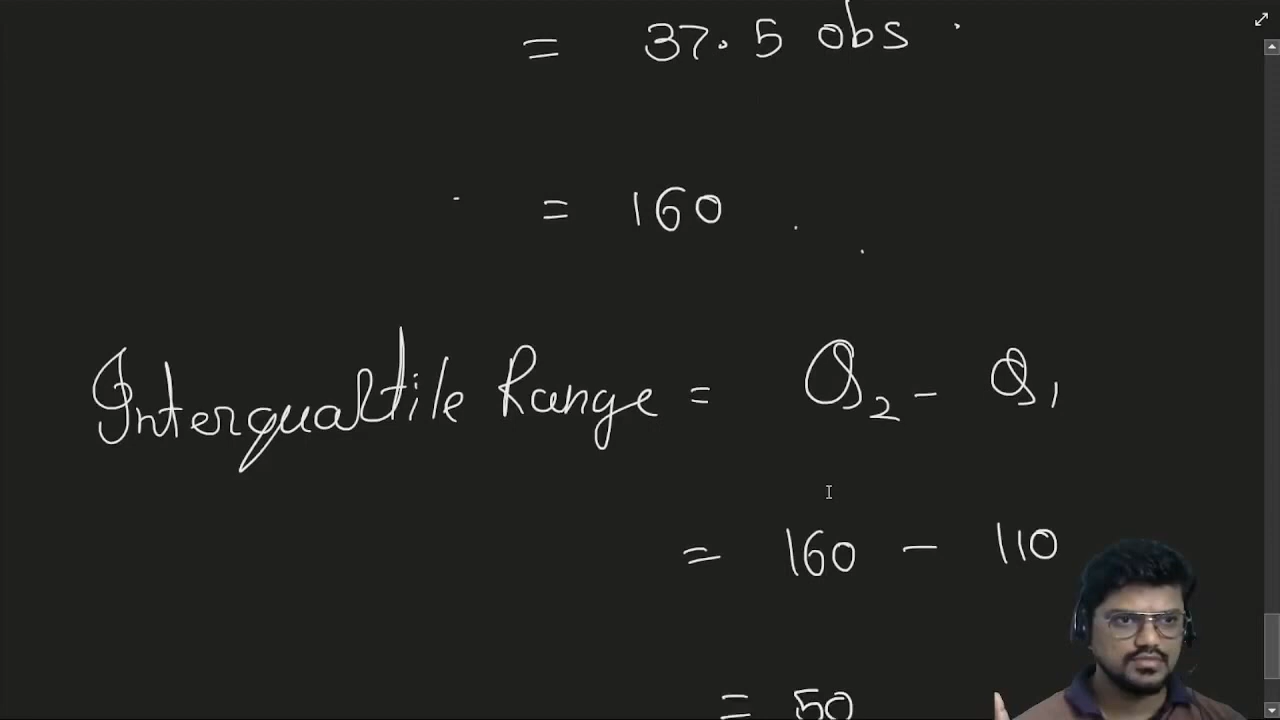 = 37.5 obs.
= 160
Interqualtile Range = Q₂ - Q₁
= 160 - 110
= 50